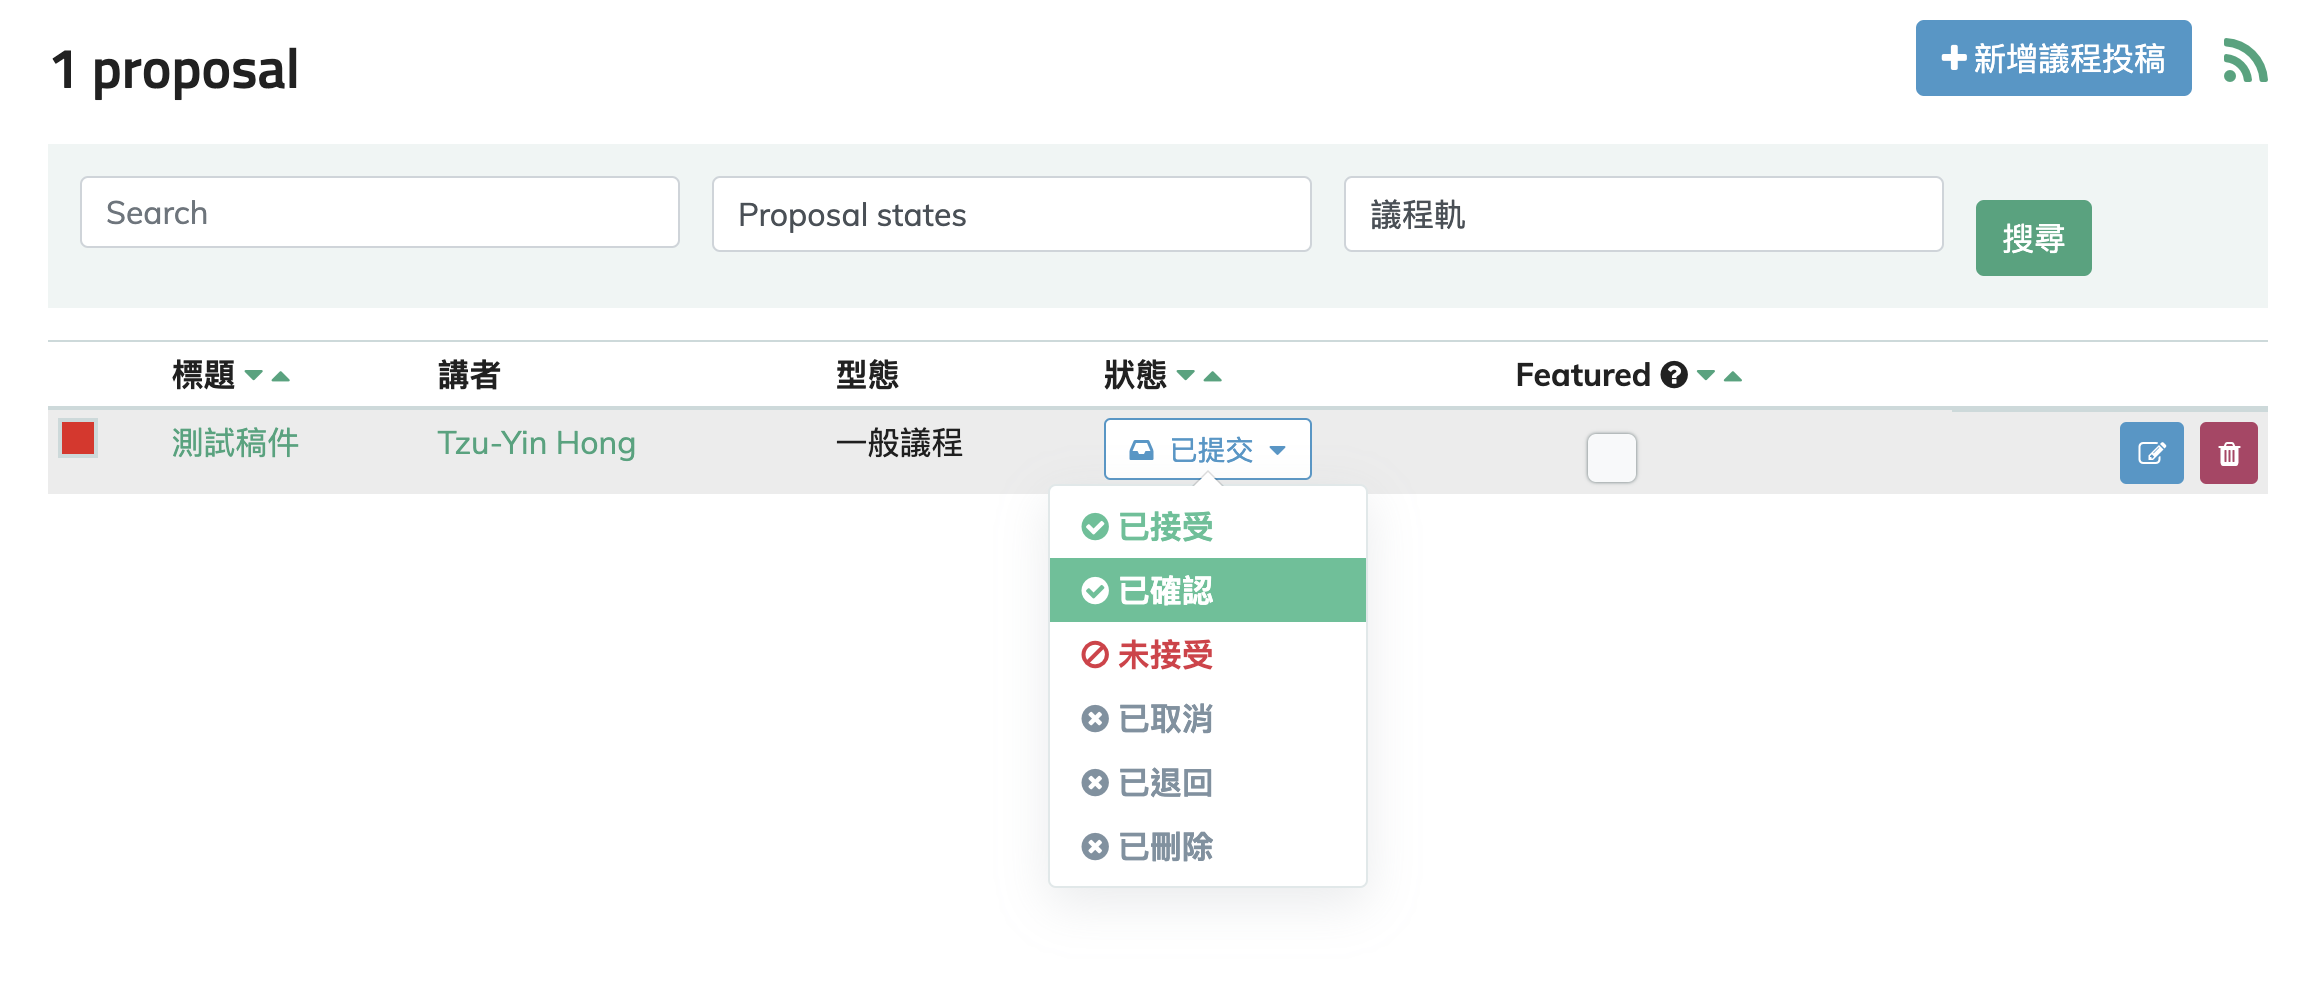 1 proposal
新增議程投稿
Search
Proposal states
議程軌
搜尋
標題
講者
型態
狀態
Featured
測試稿件
Tzu-Yin Hong
一般議程
已提交
已接受
已確認
未接受
已取消
已退回
已刪除